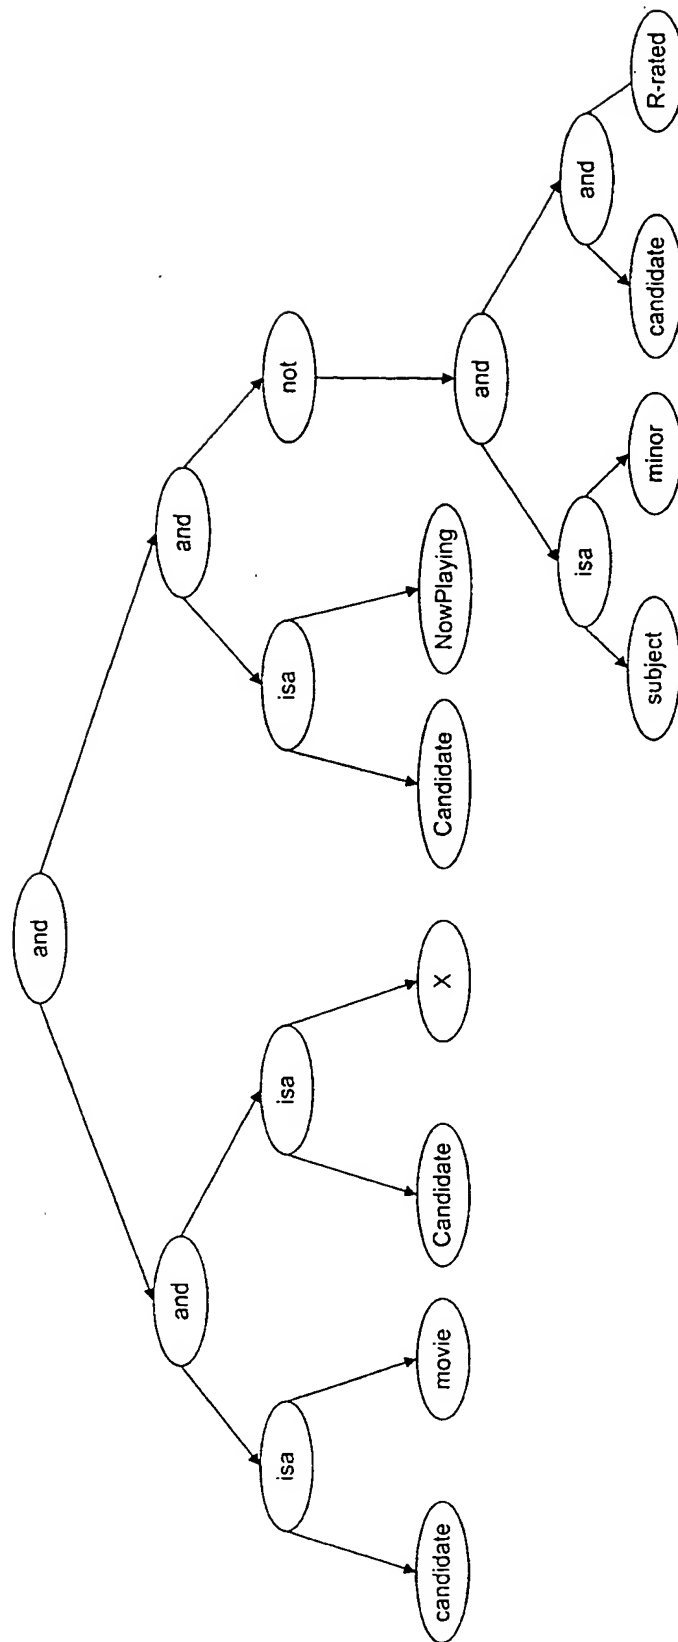 and
and
and
isa
isa
isa
not
candidate
movie
Candidate
X
Candidate
NowPlaying
and
isa
and
subject
minor
candidate
R-rated